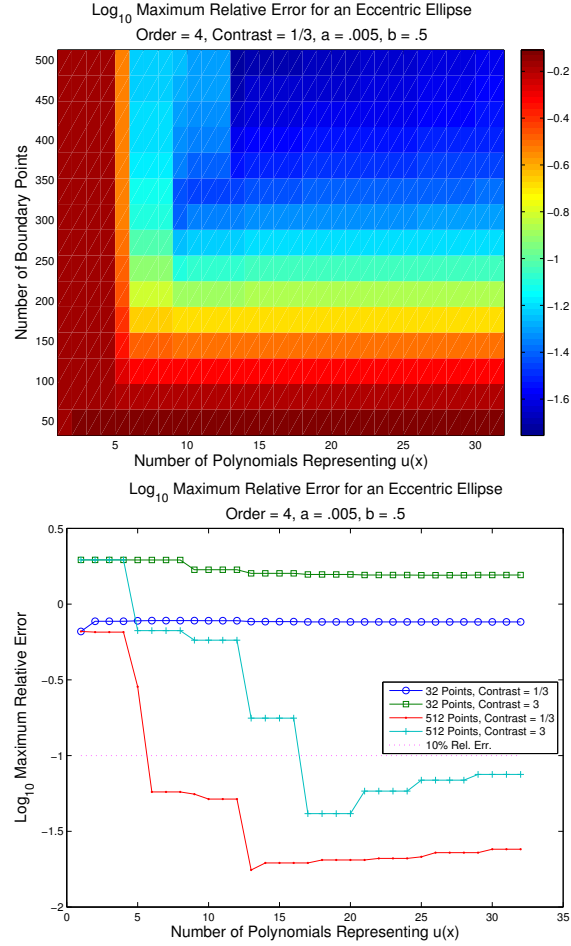 Log10 Maximum Relative Error for an Eccentric Ellipse
Order = 4, Contrast = 1/3, a = .005, b = .5
Number of Boundary Points
500
450
400
350
300
250
200
150
100
50
5
10
15
20
25
30
Number of Polynomials Representing u(x)
-0.2
-0.4
-0.6
-0.8
-1
-1.2
-1.4
-1.6
Log10 Maximum Relative Error for an Eccentric Ellipse
Order = 4, a = .005, b = .5
Log10 Maximum Relative Error
0.5
0
-0.5
-1
-1.5
-2
32 Points, Contrast = 1/3
32 Points, Contrast = 3
512 Points, Contrast = 1/3
512 Points, Contrast = 3
10% Rel. Err.
0
5
10
15
20
25
30
35
Number of Polynomials Representing u(x)